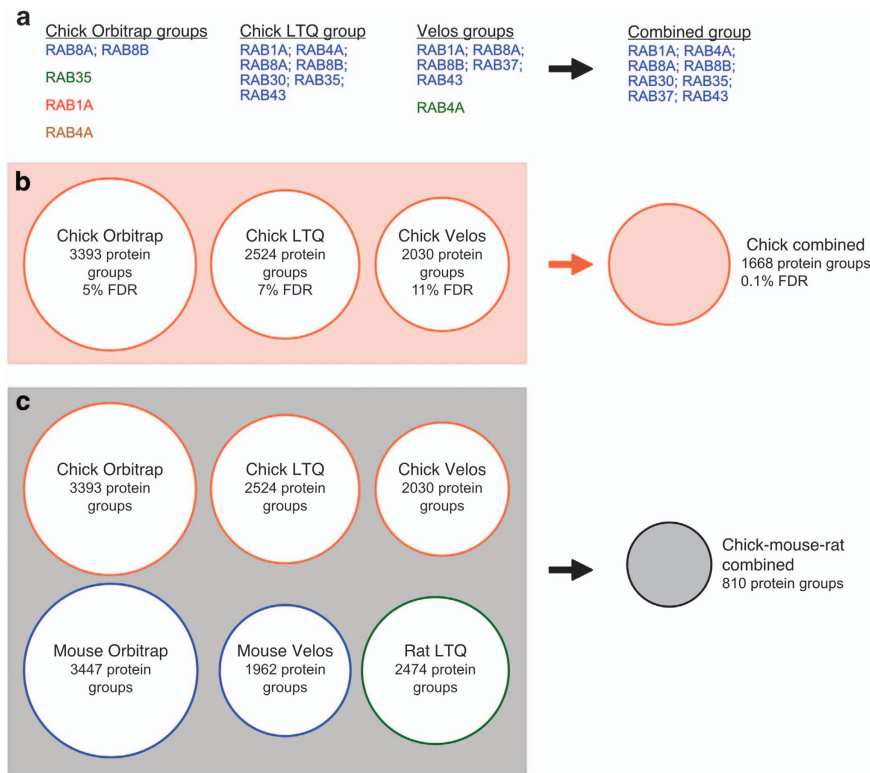 a
Chick Orbitrap groups
RAB8A; RAB8B
RAB35
RAB1A
RAB4A
Chick LTQ group
RAB1A; RAB4A;
RAB8A; RAB8B;
RAB30; RAB35;
RAB43
Velos groups
RAB1A; RAB8A;
RAB8B; RAB37;
RAB43
RAB4A
Combined group
RAB1A; RAB4A;
RAB8A; RAB8B;
RAB30; RAB35;
RAB37; RAB43
b
Chick Orbitrap
3393 protein
groups
5% FDR
Chick LTQ
2524 protein
groups
7% FDR
Chick Velos
2030 protein
groups
11% FDR
Chick combined
1668 protein groups
0.1% FDR
c
Chick Orbitrap
3393 protein
groups
Chick LTQ
2524 protein
groups
Chick Velos
2030 protein
groups
Mouse Orbitrap
3447 protein
groups
Mouse Velos
1962 protein
groups
Rat LTQ
2474 protein
groups
Chick-mouse-rat
combined
810 protein groups